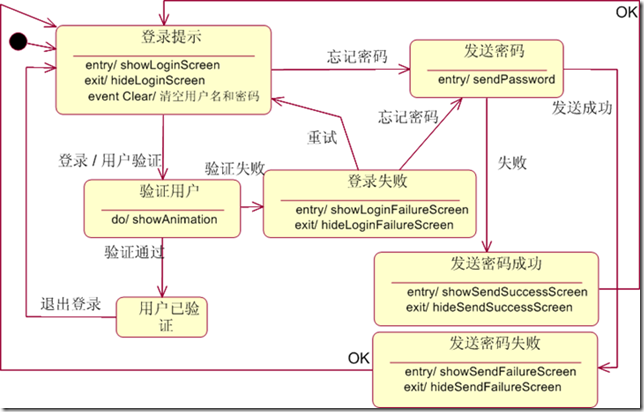 OK
登录提示
entry/ showLoginScreen
exit/ hideLoginScreen
event Clear/ 清空用户名和密码
忘记密码
发送密码
entry/ sendPassword
发送成功
忘记密码
重试
失败
登录 / 用户验证
验证失败
验证用户
do/ showAnimation
登录失败
entry/ showLoginFailureScreen
exit/ hideLoginFailureScreen
验证通过
发送密码成功
entry/ showSendSuccessScreen
exit/ hideSendSuccessScreen
退出登录
用户已验
证
OK
发送密码失败
entry/ showSendFailureScreen
exit/ hideSendFailureScreen